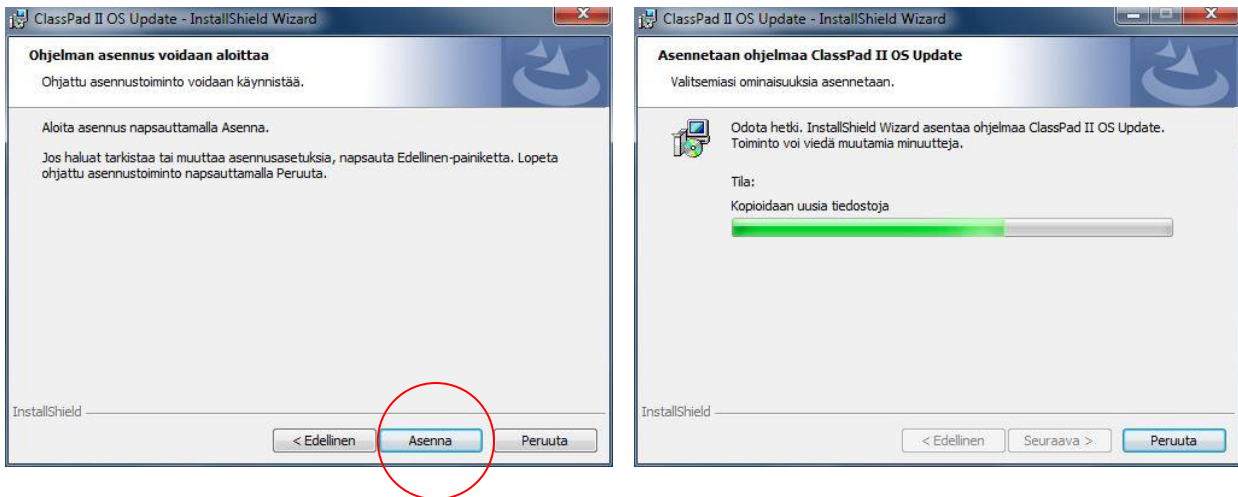 ClassPad II OS Update - InstallShield Wizard
Ohjelman asennus voidaan aloittaa
Ohjattu asennustoiminto voidaan käynnistää.
Aloita asennus napsauttamalla Asenna.
Jos haluat tarkistaa tai muuttaa asennusasetuksia, napsauta Edellinen-painiketta. Lopeta
ohjattu asennustoiminto napsauttamalla Peruuta.
InstallShield
< Edellinen
Asenna
Peruuta
ClassPad II OS Update - InstallShield Wizard
Asennetaan ohjelmaa ClassPad II OS Update
Valitsemiasi ominaisuuksia asennetaan.
Odota hetki. InstallShield Wizard asentaa ohjelmaa ClassPad II OS Update.
Toiminto voi viedä muutamia minuutteja.
Tila:
Kopioidaan uusia tiedostoja
InstallShield
< Edellinen
Seuraava >
Peruuta